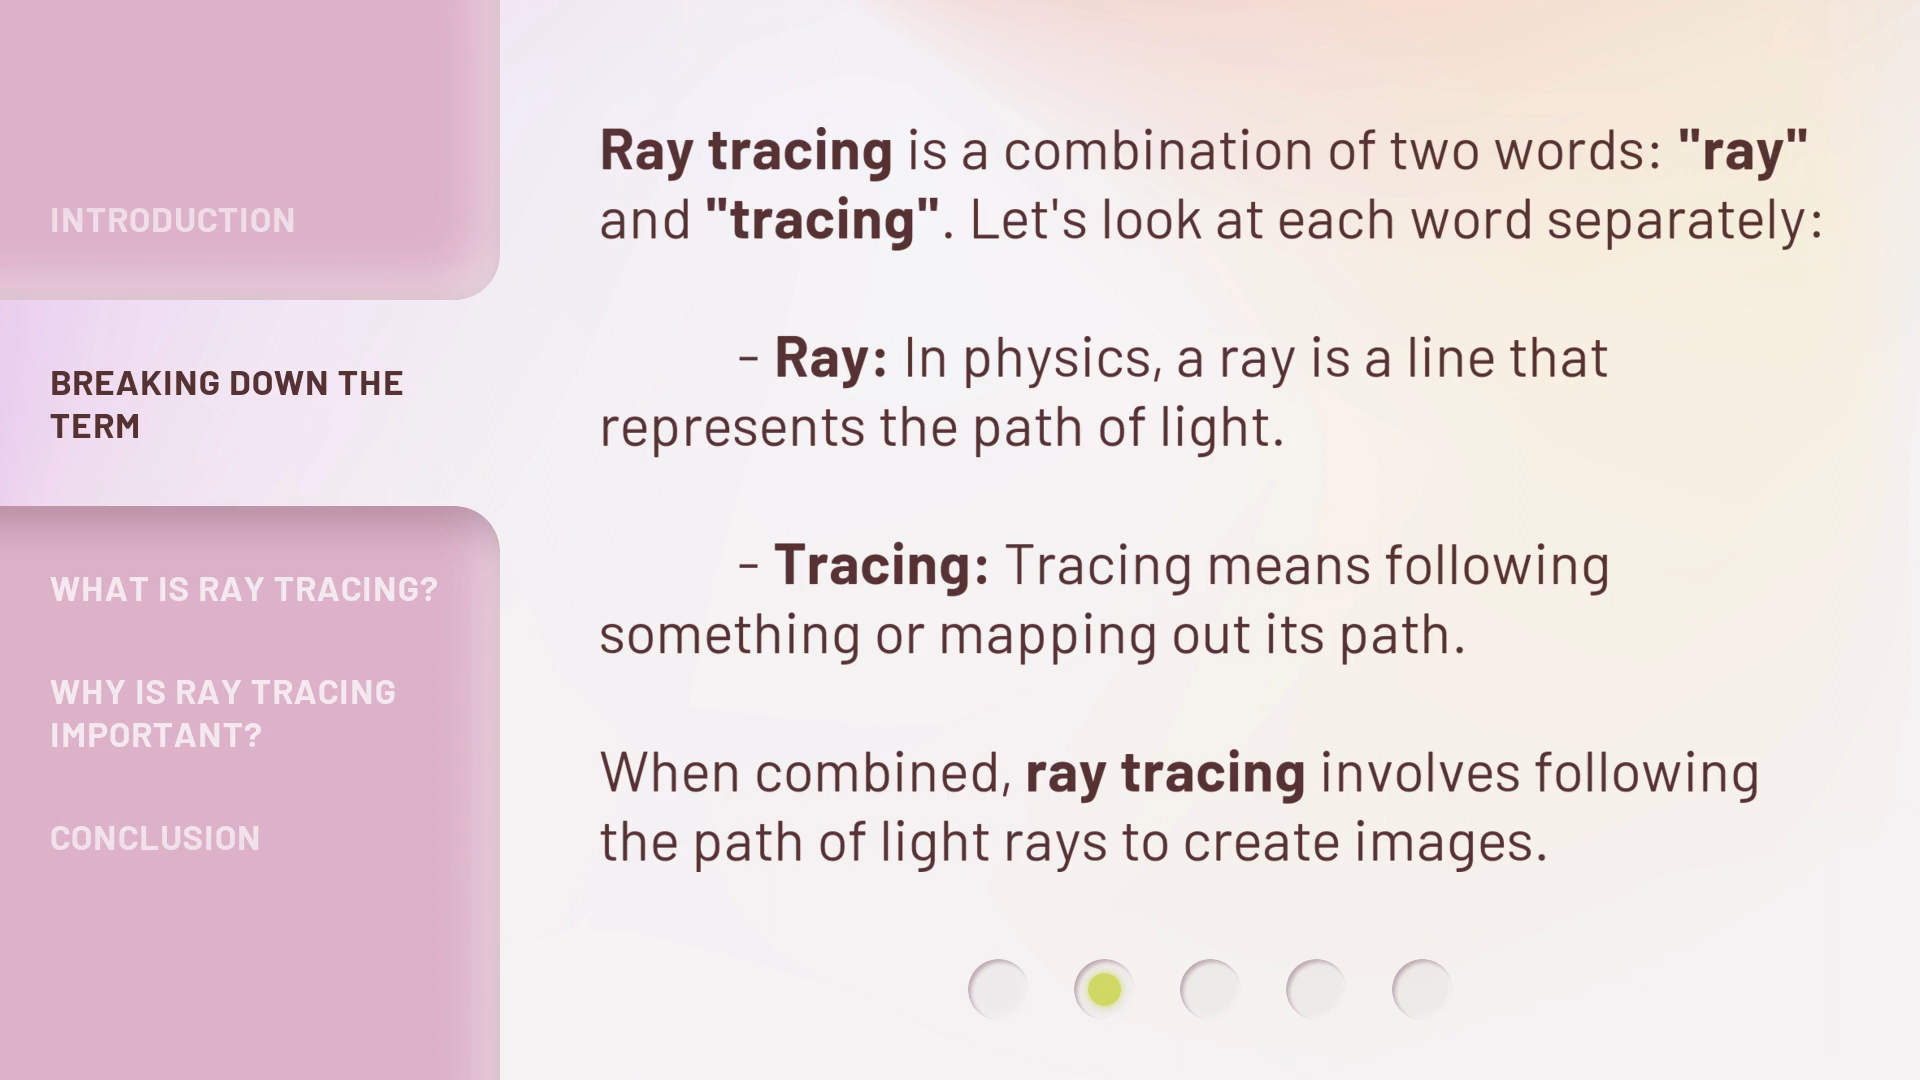 INTRODUCTION
BREAKING DOWN THE
TERM
WHAT IS RAY TRACING?
WHY IS RAY TRACING
IMPORTANT?
CONCLUSION
Ray tracing is a combination of two words: "ray"
and "tracing". Let's look at each word separately:
- Ray: In physics, a ray is a line that
represents the path of light.
- Tracing: Tracing means following
something or mapping out its path.
When combined, ray tracing involves following
the path of light rays to create images.